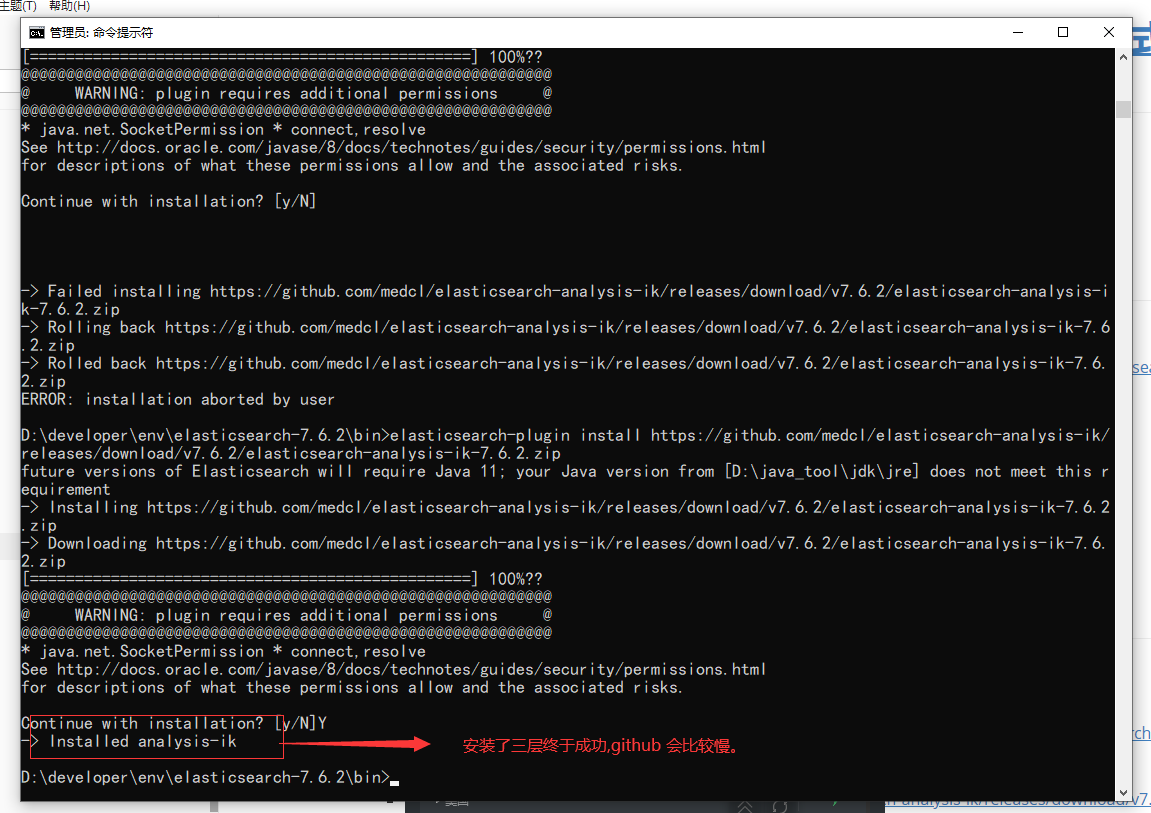 主题(T) 帮助(H)
管理员: 命令提示符
[=================================================] 100%??
@@@@@@@@@@@@@@@@@@@@@@@@@@@@@@@@@@@@@@@@@@@@@@@@@@@@@@@@@@@
@     WARNING: plugin requires additional permissions     @
@@@@@@@@@@@@@@@@@@@@@@@@@@@@@@@@@@@@@@@@@@@@@@@@@@@@@@@@@@@
* java.net.SocketPermission * connect,resolve
See http://docs.oracle.com/javase/8/docs/technotes/guides/security/permissions.html
for descriptions of what these permissions allow and the associated risks.
Continue with installation? [y/N]
-> Failed installing https://github.com/medcl/elasticsearch-analysis-ik/releases/download/v7.6.2/elasticsearch-analysis-i
k-7.6.2.zip
-> Rolling back https://github.com/medcl/elasticsearch-analysis-ik/releases/download/v7.6.2/elasticsearch-analysis-ik-7.6
.2.zip
-> Rolled back https://github.com/medcl/elasticsearch-analysis-ik/releases/download/v7.6.2/elasticsearch-analysis-ik-7.6.
2.zip
ERROR: installation aborted by user
D:\developer\env\elasticsearch-7.6.2\bin>elasticsearch-plugin install https://github.com/medcl/elasticsearch-analysis-ik/
releases/download/v7.6.2/elasticsearch-analysis-ik-7.6.2.zip
future versions of Elasticsearch will require Java 11; your Java version from [D:\java_tool\jdk\jre] does not meet this r
equirement
-> Installing https://github.com/medcl/elasticsearch-analysis-ik/releases/download/v7.6.2/elasticsearch-analysis-ik-7.6.2
.zip
-> Downloading https://github.com/medcl/elasticsearch-analysis-ik/releases/download/v7.6.2/elasticsearch-analysis-ik-7.6.
2.zip
[=================================================] 100%??
@@@@@@@@@@@@@@@@@@@@@@@@@@@@@@@@@@@@@@@@@@@@@@@@@@@@@@@@@@@
@     WARNING: plugin requires additional permissions     @
@@@@@@@@@@@@@@@@@@@@@@@@@@@@@@@@@@@@@@@@@@@@@@@@@@@@@@@@@@@
* java.net.SocketPermission * connect,resolve
See http://docs.oracle.com/javase/8/docs/technotes/guides/security/permissions.html
for descriptions of what these permissions allow and the associated risks.
Continue with installation? [y/N]Y
-> Installed analysis-ik
安装了三层终于成功,github 会比较慢。
D:\developer\env\elasticsearch-7.6.2\bin>